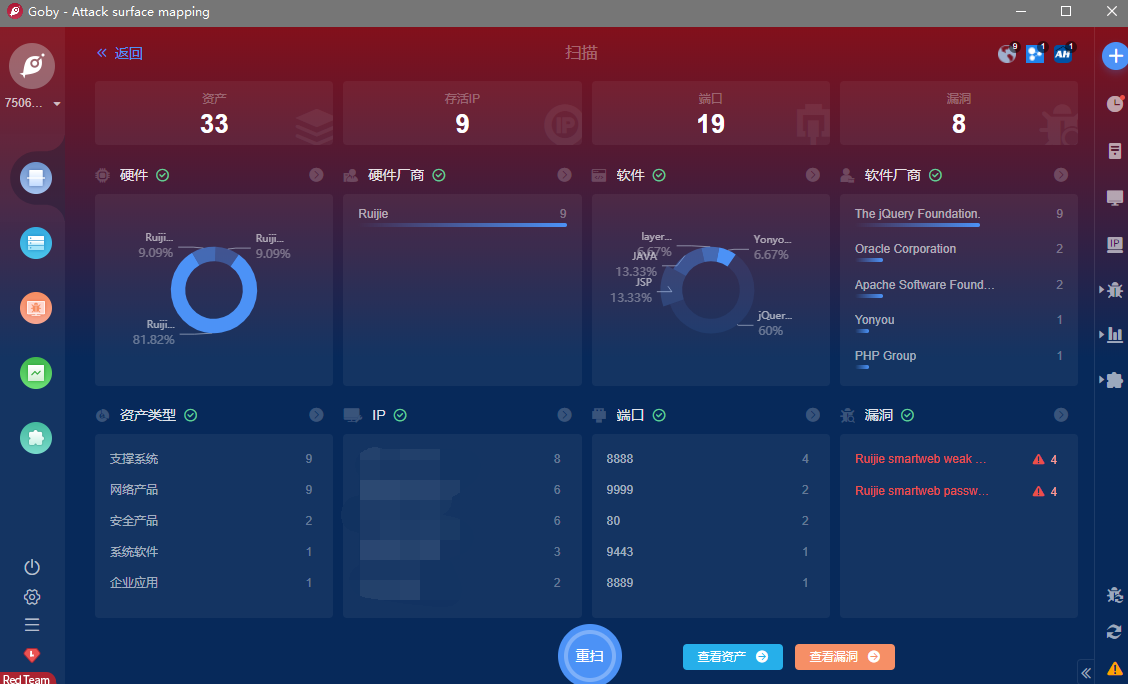 Goby - Attack surface mapping
7506...
返回
扫描
9
1
1
AH
资产
33
存活IP
9
IP
端口
19
漏洞
8
硬件
硬件厂商
软件
软件厂商
Ruiji...
9.09%
Ruiji...
9.09%
Ruiji...
81.82%
Ruijie 9
layer...
6.67%
JAVA
13.33%
JSP
13.33%
Yonyo...
6.67%
jQuer...
60%
The jQuery Foundation. 9
Oracle Corporation 2
Apache Software Found... 2
Yonyou 1
PHP Group 1
IP
资产类型
IP
端口
漏洞
支撑系统 9
网络产品 9
安全产品 2
系统软件 1
企业应用 1
8
6
6
3
2
8888 4
9999 2
80 2
9443 1
8889 1
Ruijie smartweb weak ... 4
Ruijie smartweb passw... 4
重扫
查看资产
查看漏洞
Red Team